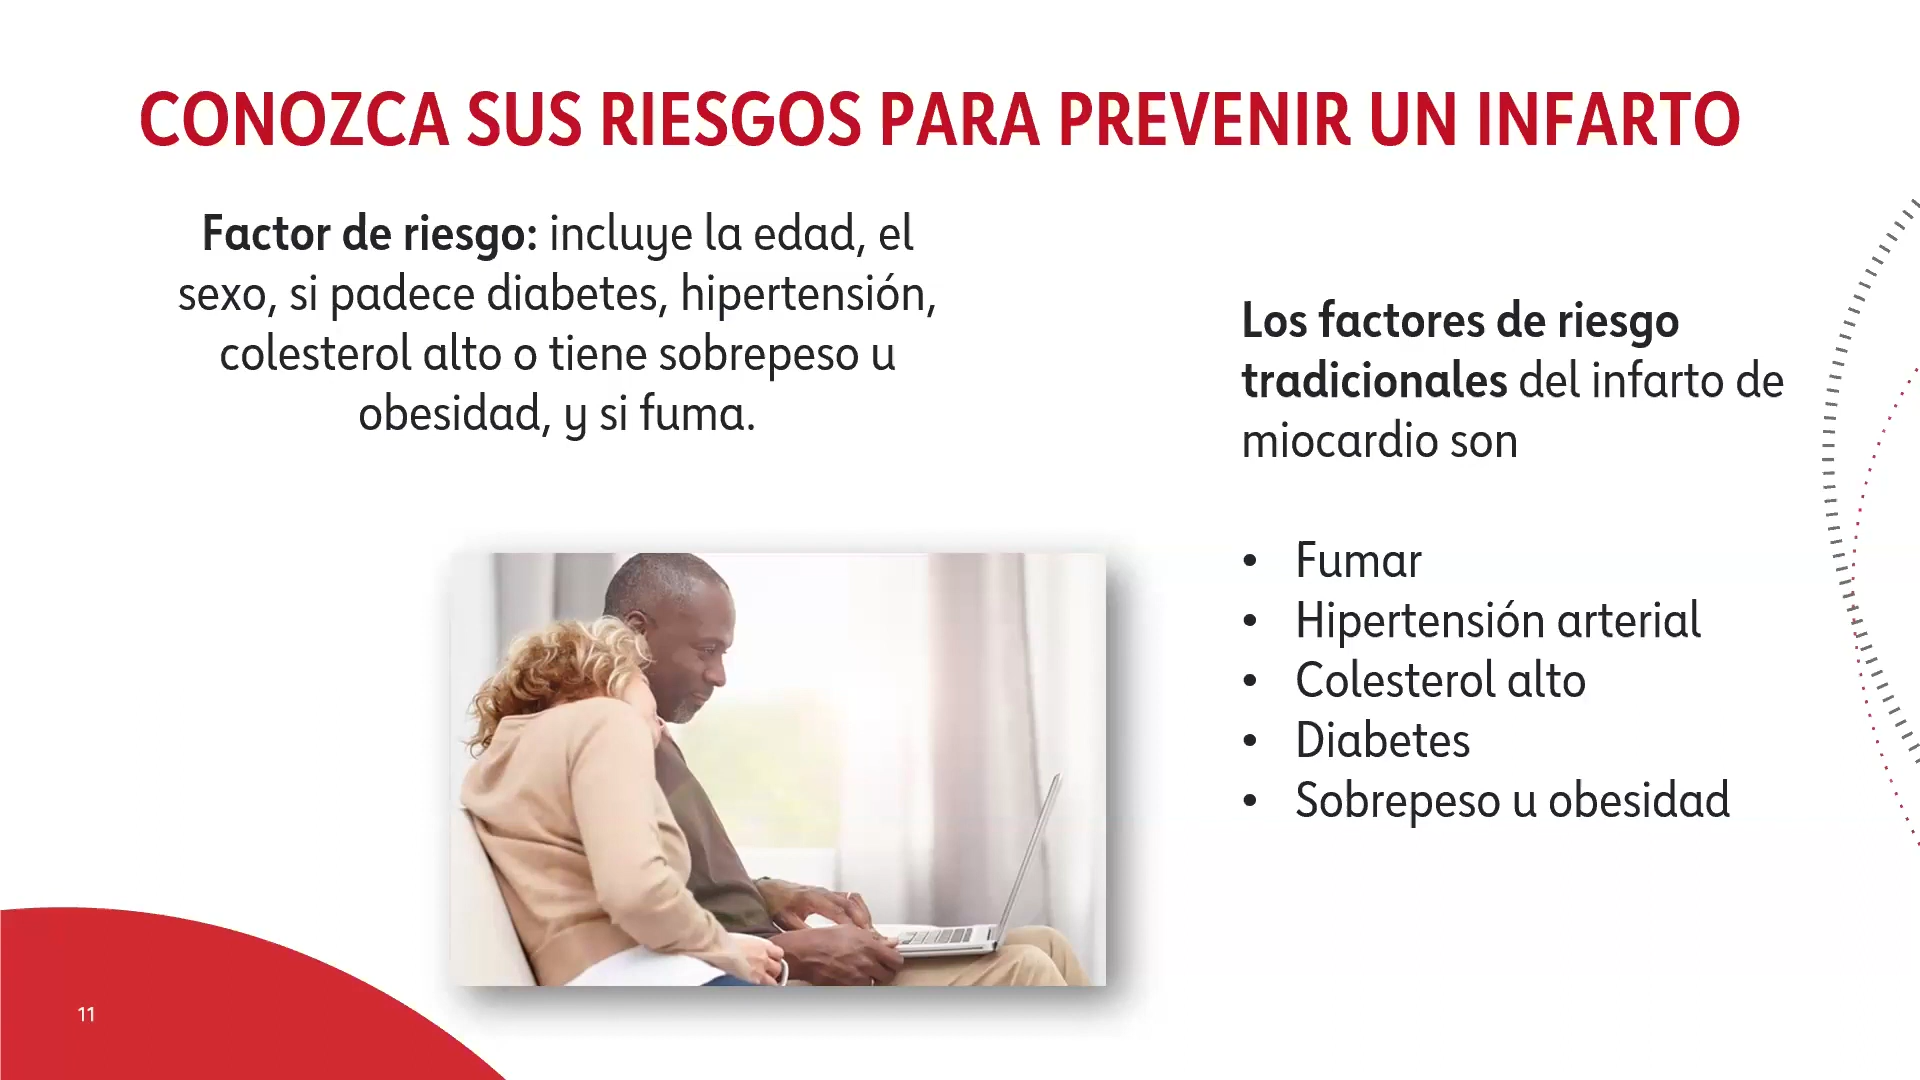 CONOZCA SUS RIESGOS PARA PREVENIR UN INFARTO
Factor de riesgo: incluye la edad, el
sexo, si padece diabetes, hipertensión,
colesterol alto o tiene sobrepeso u
obesidad, y si fuma.
Los factores de riesgo
tradicionales del infarto de
miocardio son
• Fumar
• Hipertensión arterial
• Colesterol alto
• Diabetes
• Sobrepeso u obesidad
11